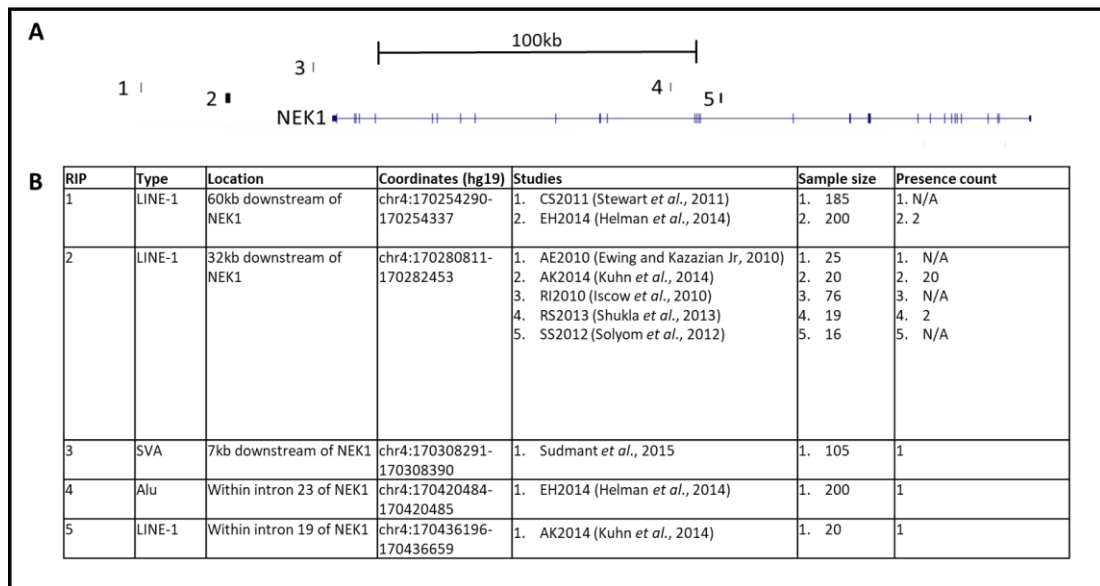 A
100kb
3
1
2
4
5
NEK1
B
RIP Type Location Coordinates (hg19) Studies Sample size Presence count
1 LINE-1 60kb downstream of chr4:170254290- 1. CS2011 (Stewart et al., 2011) 1. 185 1. N/A
NEK1 170254337 2. EH2014 (Helman et al., 2014) 2. 200 2. 2
2 LINE-1 32kb downstream of chr4:170280811- 1. AE2010 (Ewing and Kazazian Jr, 2010) 1. 25 1. N/A
NEK1 170282453 2. AK2014 (Kuhn et al., 2014) 2. 20 2. 20
3. RI2010 (Iscow et al., 2010) 3. 76 3. N/A
4. RS2013 (Shukla et al., 2013) 4. 19 4. 2
5. SS2012 (Solyom et al., 2012) 5. 16 5. N/A
3 SVA 7kb downstream of NEK1 chr4:170308291- 1. Sudmant et al., 2015 1. 105 1
170308390
4 Alu Within intron 23 of NEK1 chr4:170420484- 1. EH2014 (Helman et al., 2014) 1. 200 1
170420485
5 LINE-1 Within intron 19 of NEK1 chr4:170436196- 1. AK2014 (Kuhn et al., 2014) 1. 20 1
170436659